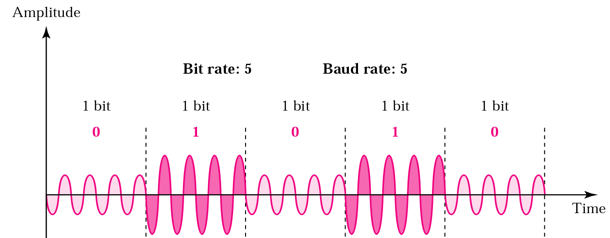 Amplitude
Bit rate: 5 Baud rate: 5
1 bit 1 bit 1 bit 1 bit 1 bit
0 1 0 1 0
Time